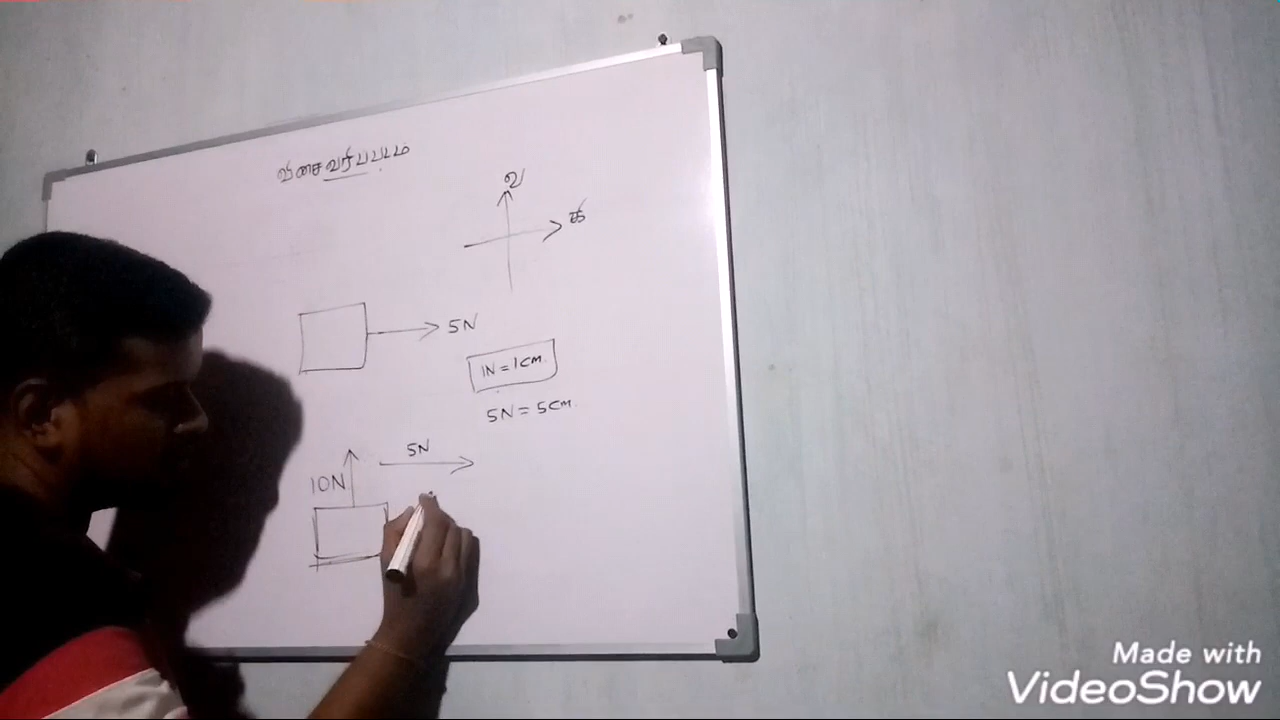 விசைவரிபடம்
வ
கி
5N
1N = 1cm.
5N = 5cm.
5N
10N
Made with
VideoShow